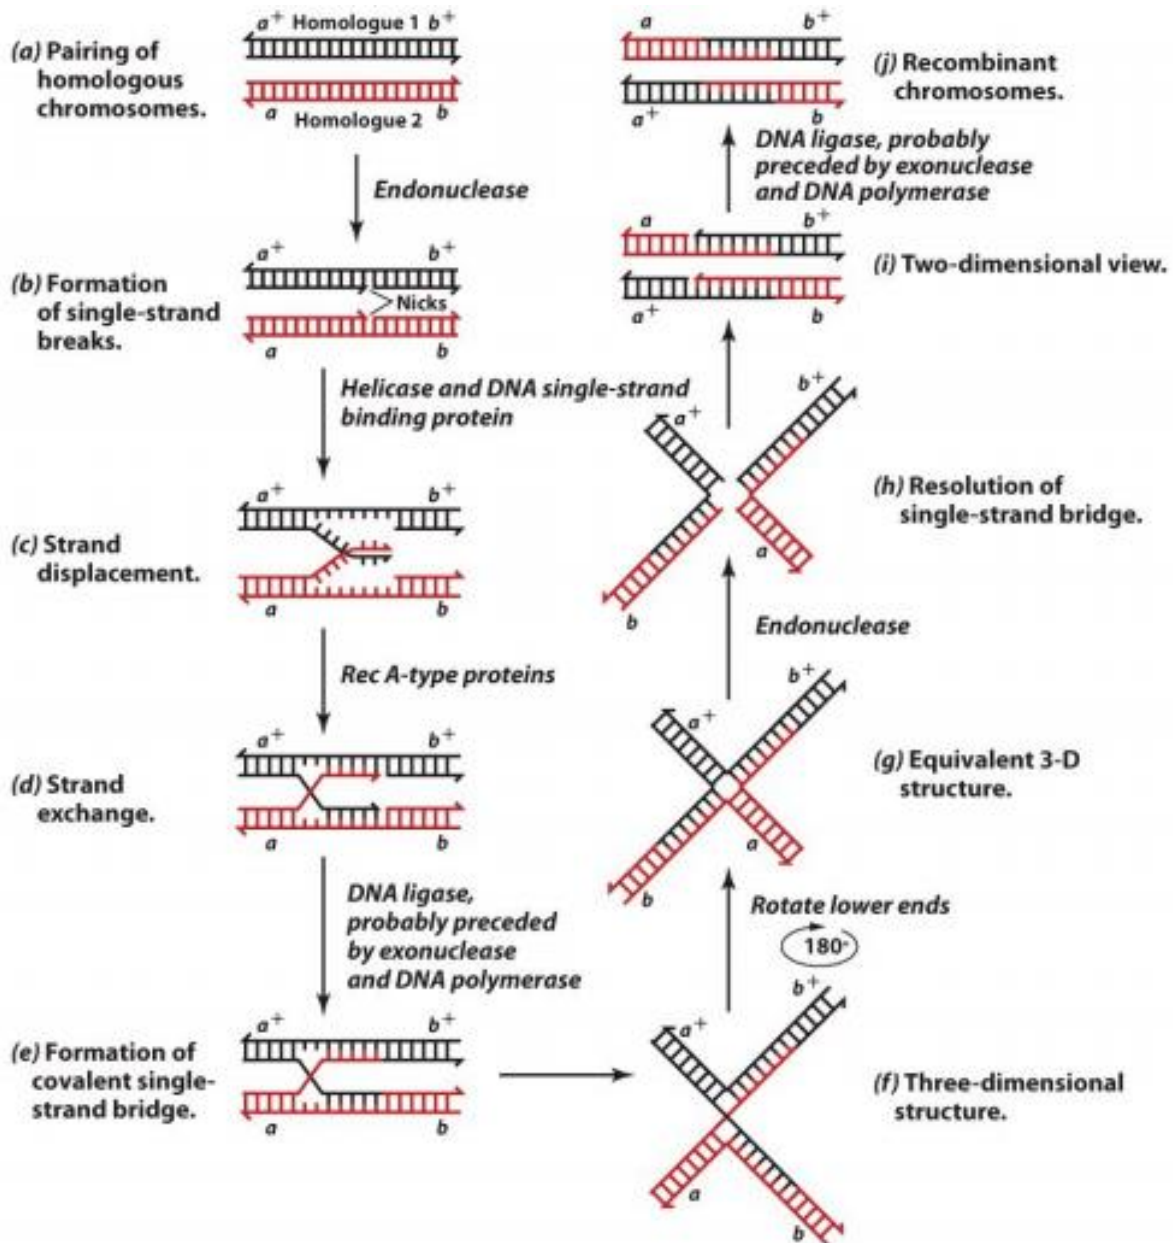 (a) Pairing of
homologous
chromosomes.
a+ Homologue 1 b+
a Homologue 2 b
Endonuclease
(b) Formation
of single-strand
breaks.
a+ b+
Nicks
a b
Helicase and DNA single-strand
binding protein
(c) Strand
displacement.
a+ b+
a b
Rec A-type proteins
(d) Strand
exchange.
a+ b+
a b
DNA ligase,
probably preceded
by exonuclease
and DNA polymerase
(e) Formation of
covalent single-
strand bridge.
a+ b+
a b
(f) Three-dimensional
structure.
a+ b+
a b
Rotate lower ends
180°
(g) Equivalent 3-D
structure.
a+ b+
b a
Endonuclease
(h) Resolution of
single-strand bridge.
a+ b+
b a
(i) Two-dimensional view.
a b+
a+ b
DNA ligase, probably
preceded by exonuclease
and DNA polymerase
(j) Recombinant
chromosomes.
a b+
a+ b